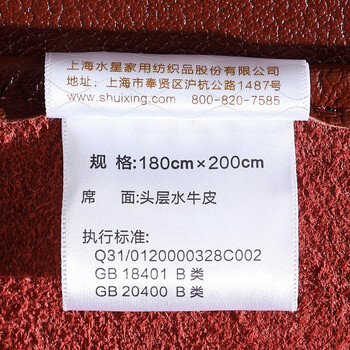 上海水星家用纺织品股份有限公司
地址：上海市奉贤区沪杭公路1487号
www.shuixing.com 800-820-7585
规 格:180cm×200cm
席 面:头层水牛皮
执行标准:
Q31/0120000328C002
GB 18401 B 类
GB 20400 B 类